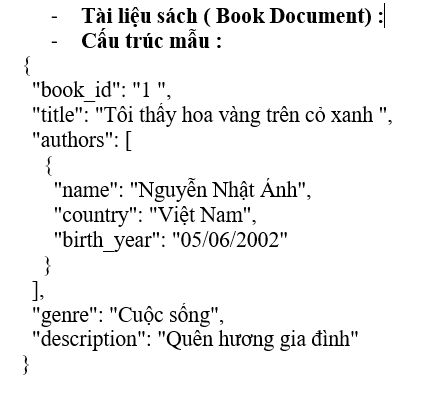 - Tài liệu sách ( Book Document) :
- Cấu trúc mẫu :
{
"book_id": "1 ",
"title": "Tôi thấy hoa vàng trên cỏ xanh ",
"authors": [
{
"name": "Nguyễn Nhật Ánh",
"country": "Việt Nam",
"birth_year": "05/06/2002"
}
],
"genre": "Cuộc sống",
"description": "Quên hương gia đình"
}